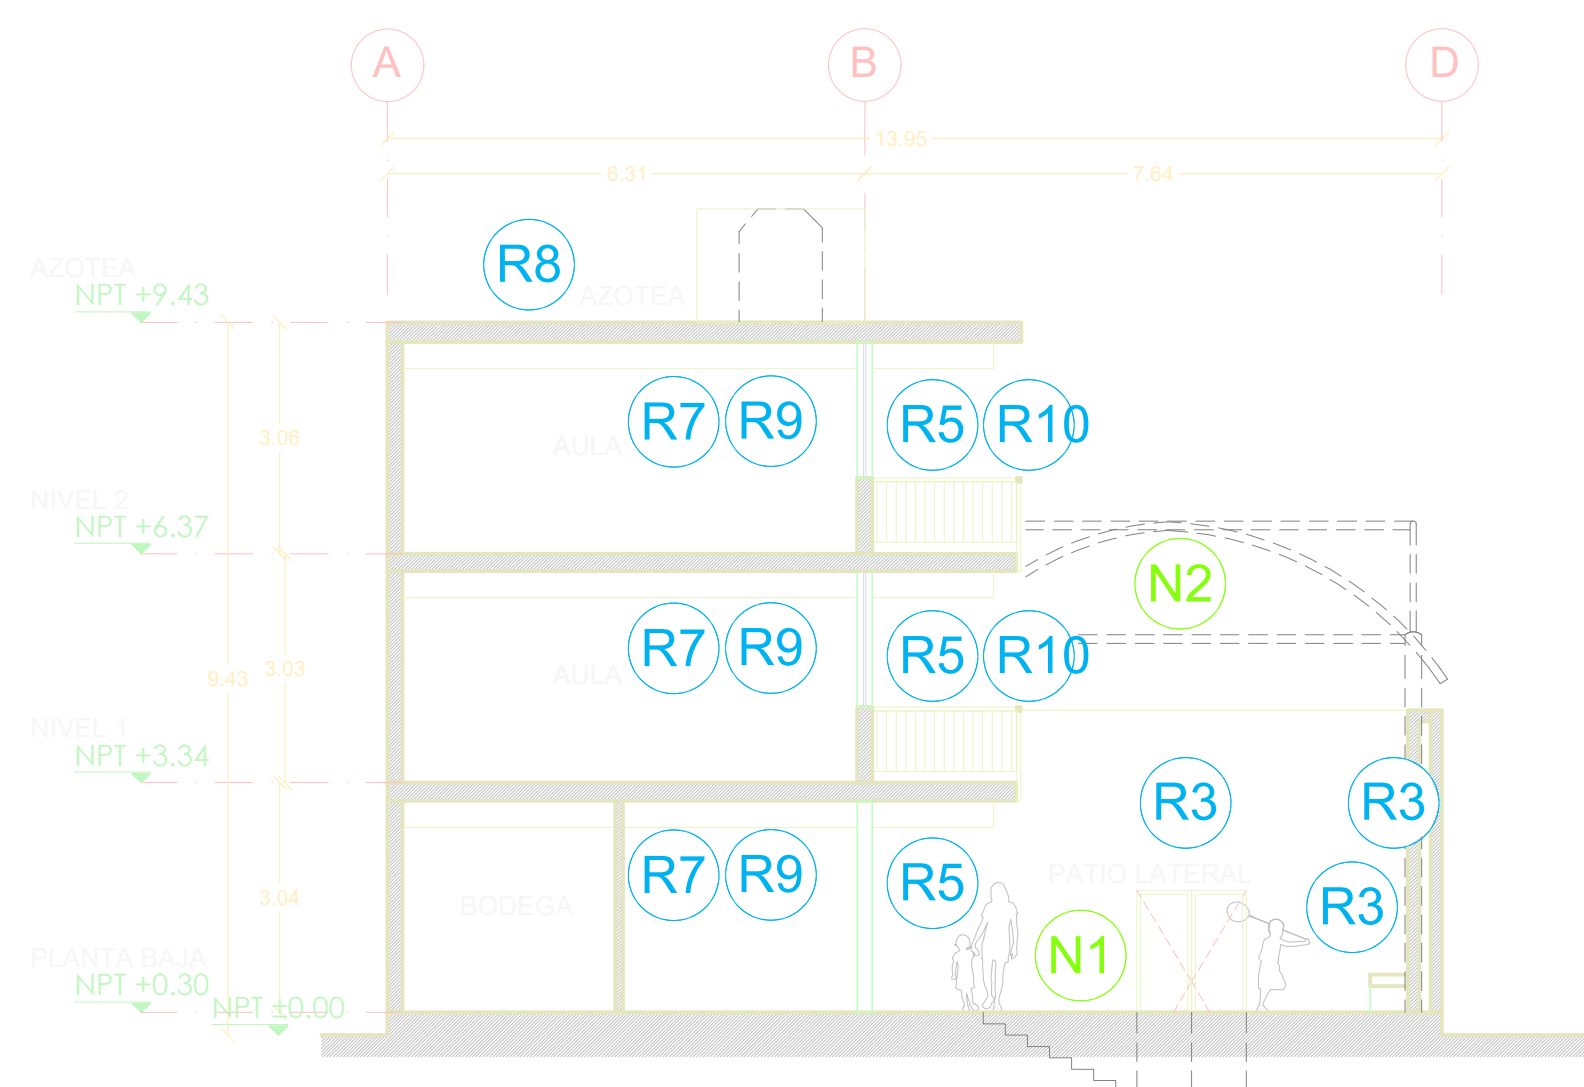 A B D
13.95
6.31 7.64
R8
AZOTEA
NPT +9.43
AZOTEA
R7 R9 R5 R10
3.06
AULA
NIVEL 2
NPT +6.37
N2
R7 R9 R5 R10
9.43
3.03
AULA
NIVEL 1
NPT +3.34
R3 R3
R7 R9 R5
PATIO LATERAL
3.04
BODEGA
R3
PLANTA BAJA
N1
NPT +0.30
NPT ±0.00